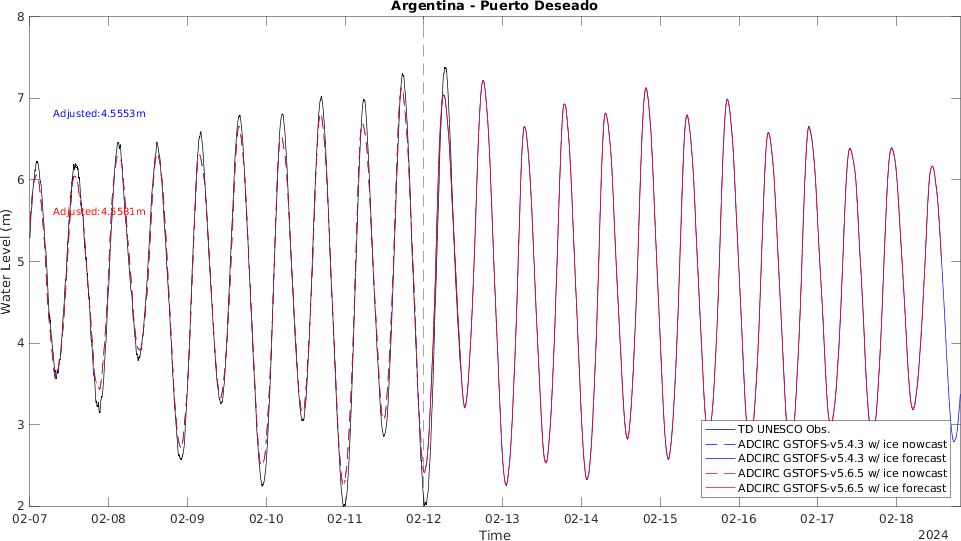 Argentina - Puerto Deseado
8
7
6
5
4
3
2
Water Level (m)
Adjusted:4.5553m
Adjusted:4.5581m
TD UNESCO Obs.
ADCIRC GSTOFS-v5.4.3 w/ ice nowcast
ADCIRC GSTOFS-v5.4.3 w/ ice forecast
ADCIRC GSTOFS-v5.6.5 w/ ice nowcast
ADCIRC GSTOFS-v5.6.5 w/ ice forecast
02-07 02-08 02-09 02-10 02-11 02-12 02-13 02-14 02-15 02-16 02-17 02-18
Time
2024